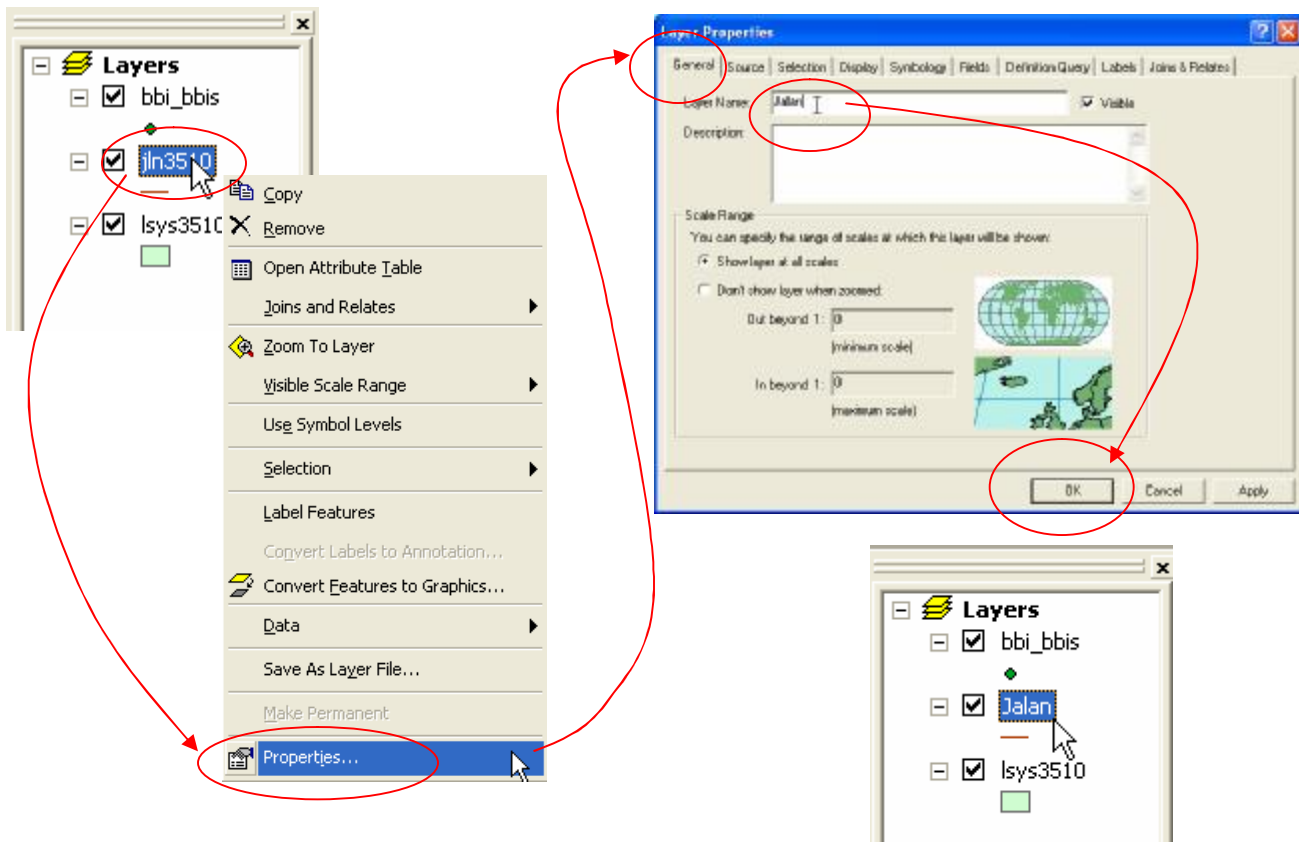 Layers
bbi_bbis
jln3510
lsys3510
Copy
Remove
Open Attribute Table
Joins and Relates
Zoom To Layer
Visible Scale Range
Use Symbol Levels
Selection
Label Features
Convert Labels to Annotation...
Convert Features to Graphics...
Data
Save As Layer File...
Make Permanent
Properties...
Layer Properties
General Source Selection Display Symbology Fields Definition Query Labels Joins & Relates
Layer Name: Jalan Visible
Description:
Scale Range
You can specify the range of scales at which this layer will be shown:
Show layer at all scales
Don't show layer when zoomed:
Out beyond 1: 0
(minimum scale)
In beyond 1: 0
(maximum scale)
OK Cancel Apply
Layers
bbi_bbis
Jalan
lsys3510